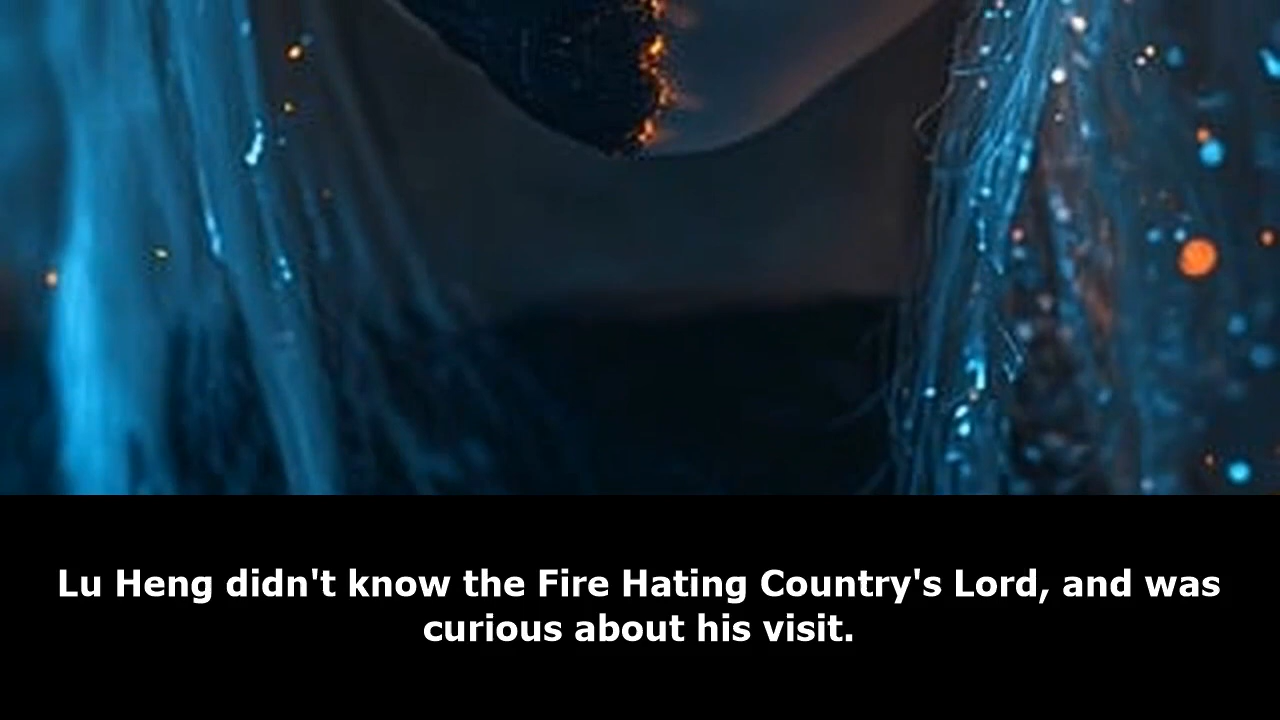 Lu Heng didn't know the Fire Hating Country's Lord, and was
curious about his visit.